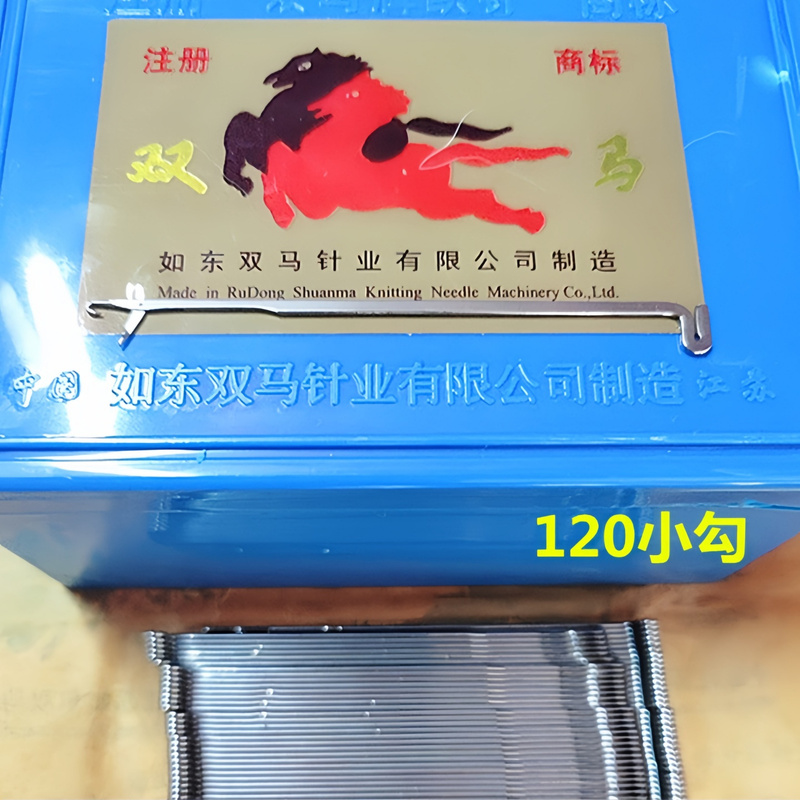 商标
注册 商标
双 马
如东双马针业有限公司制造
Made in RuDong Shuanma Knitting Needle Machinery Co.,Ltd.
中国 如东双马针业有限公司制造 江苏
120小勾